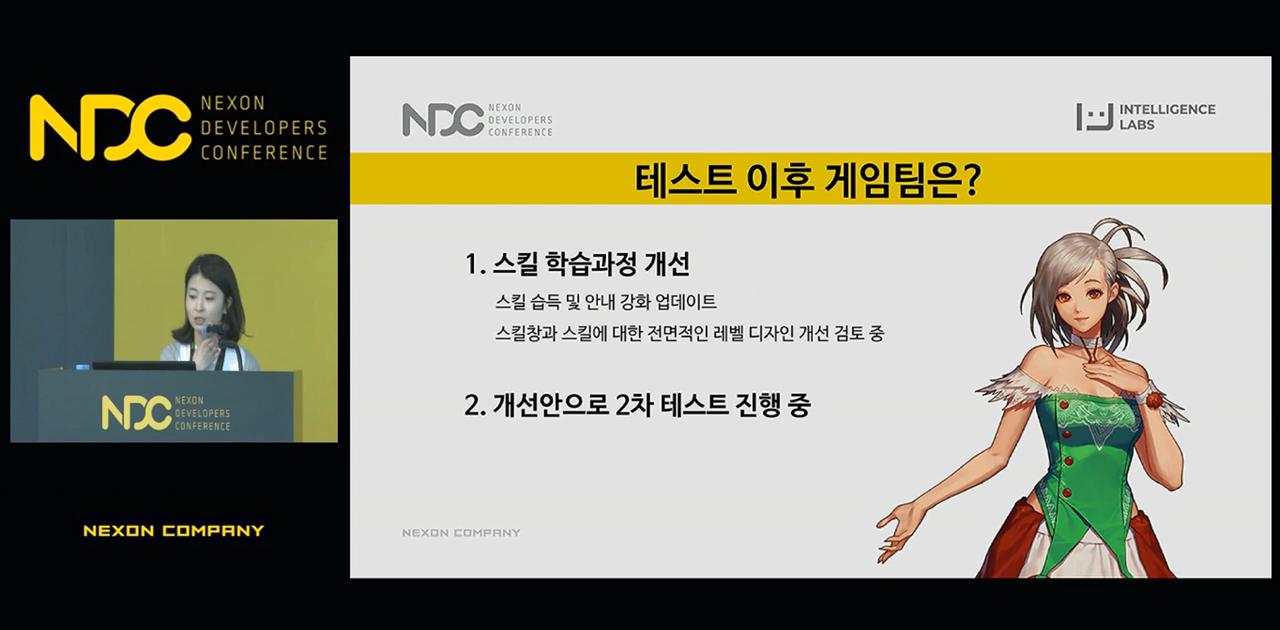 NDC NEXON
DEVELOPERS
CONFERENCE
NDC NEXON
DEVELOPERS
CONFERENCE
NEXON COMPANY
NDC NEXON
DEVELOPERS
CONFERENCE
INTELLIGENCE
LABS
테스트 이후 게임팀은?
1. 스킬 학습과정 개선
스킬 습득 및 안내 강화 업데이트
스킬창과 스킬에 대한 전면적인 레벨 디자인 개선 검토 중
2. 개선안으로 2차 테스트 진행 중
NEXON COMPANY